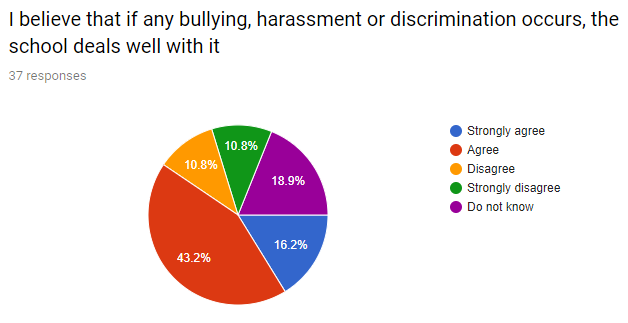 I believe that if any bullying, harassment or discrimination occurs, the
school deals well with it
37 responses
10.8%
10.8%
18.9%
16.2%
43.2%
Strongly agree
Agree
Disagree
Strongly disagree
Do not know